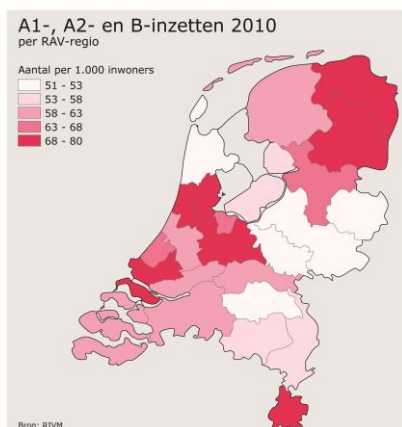 A1-, A2- en B-inzetten 2010
per RAV-regio
Aantal per 1.000 inwoners
51 - 53
53 - 58
58 - 63
63 - 68
68 - 80
Bron: RIVM